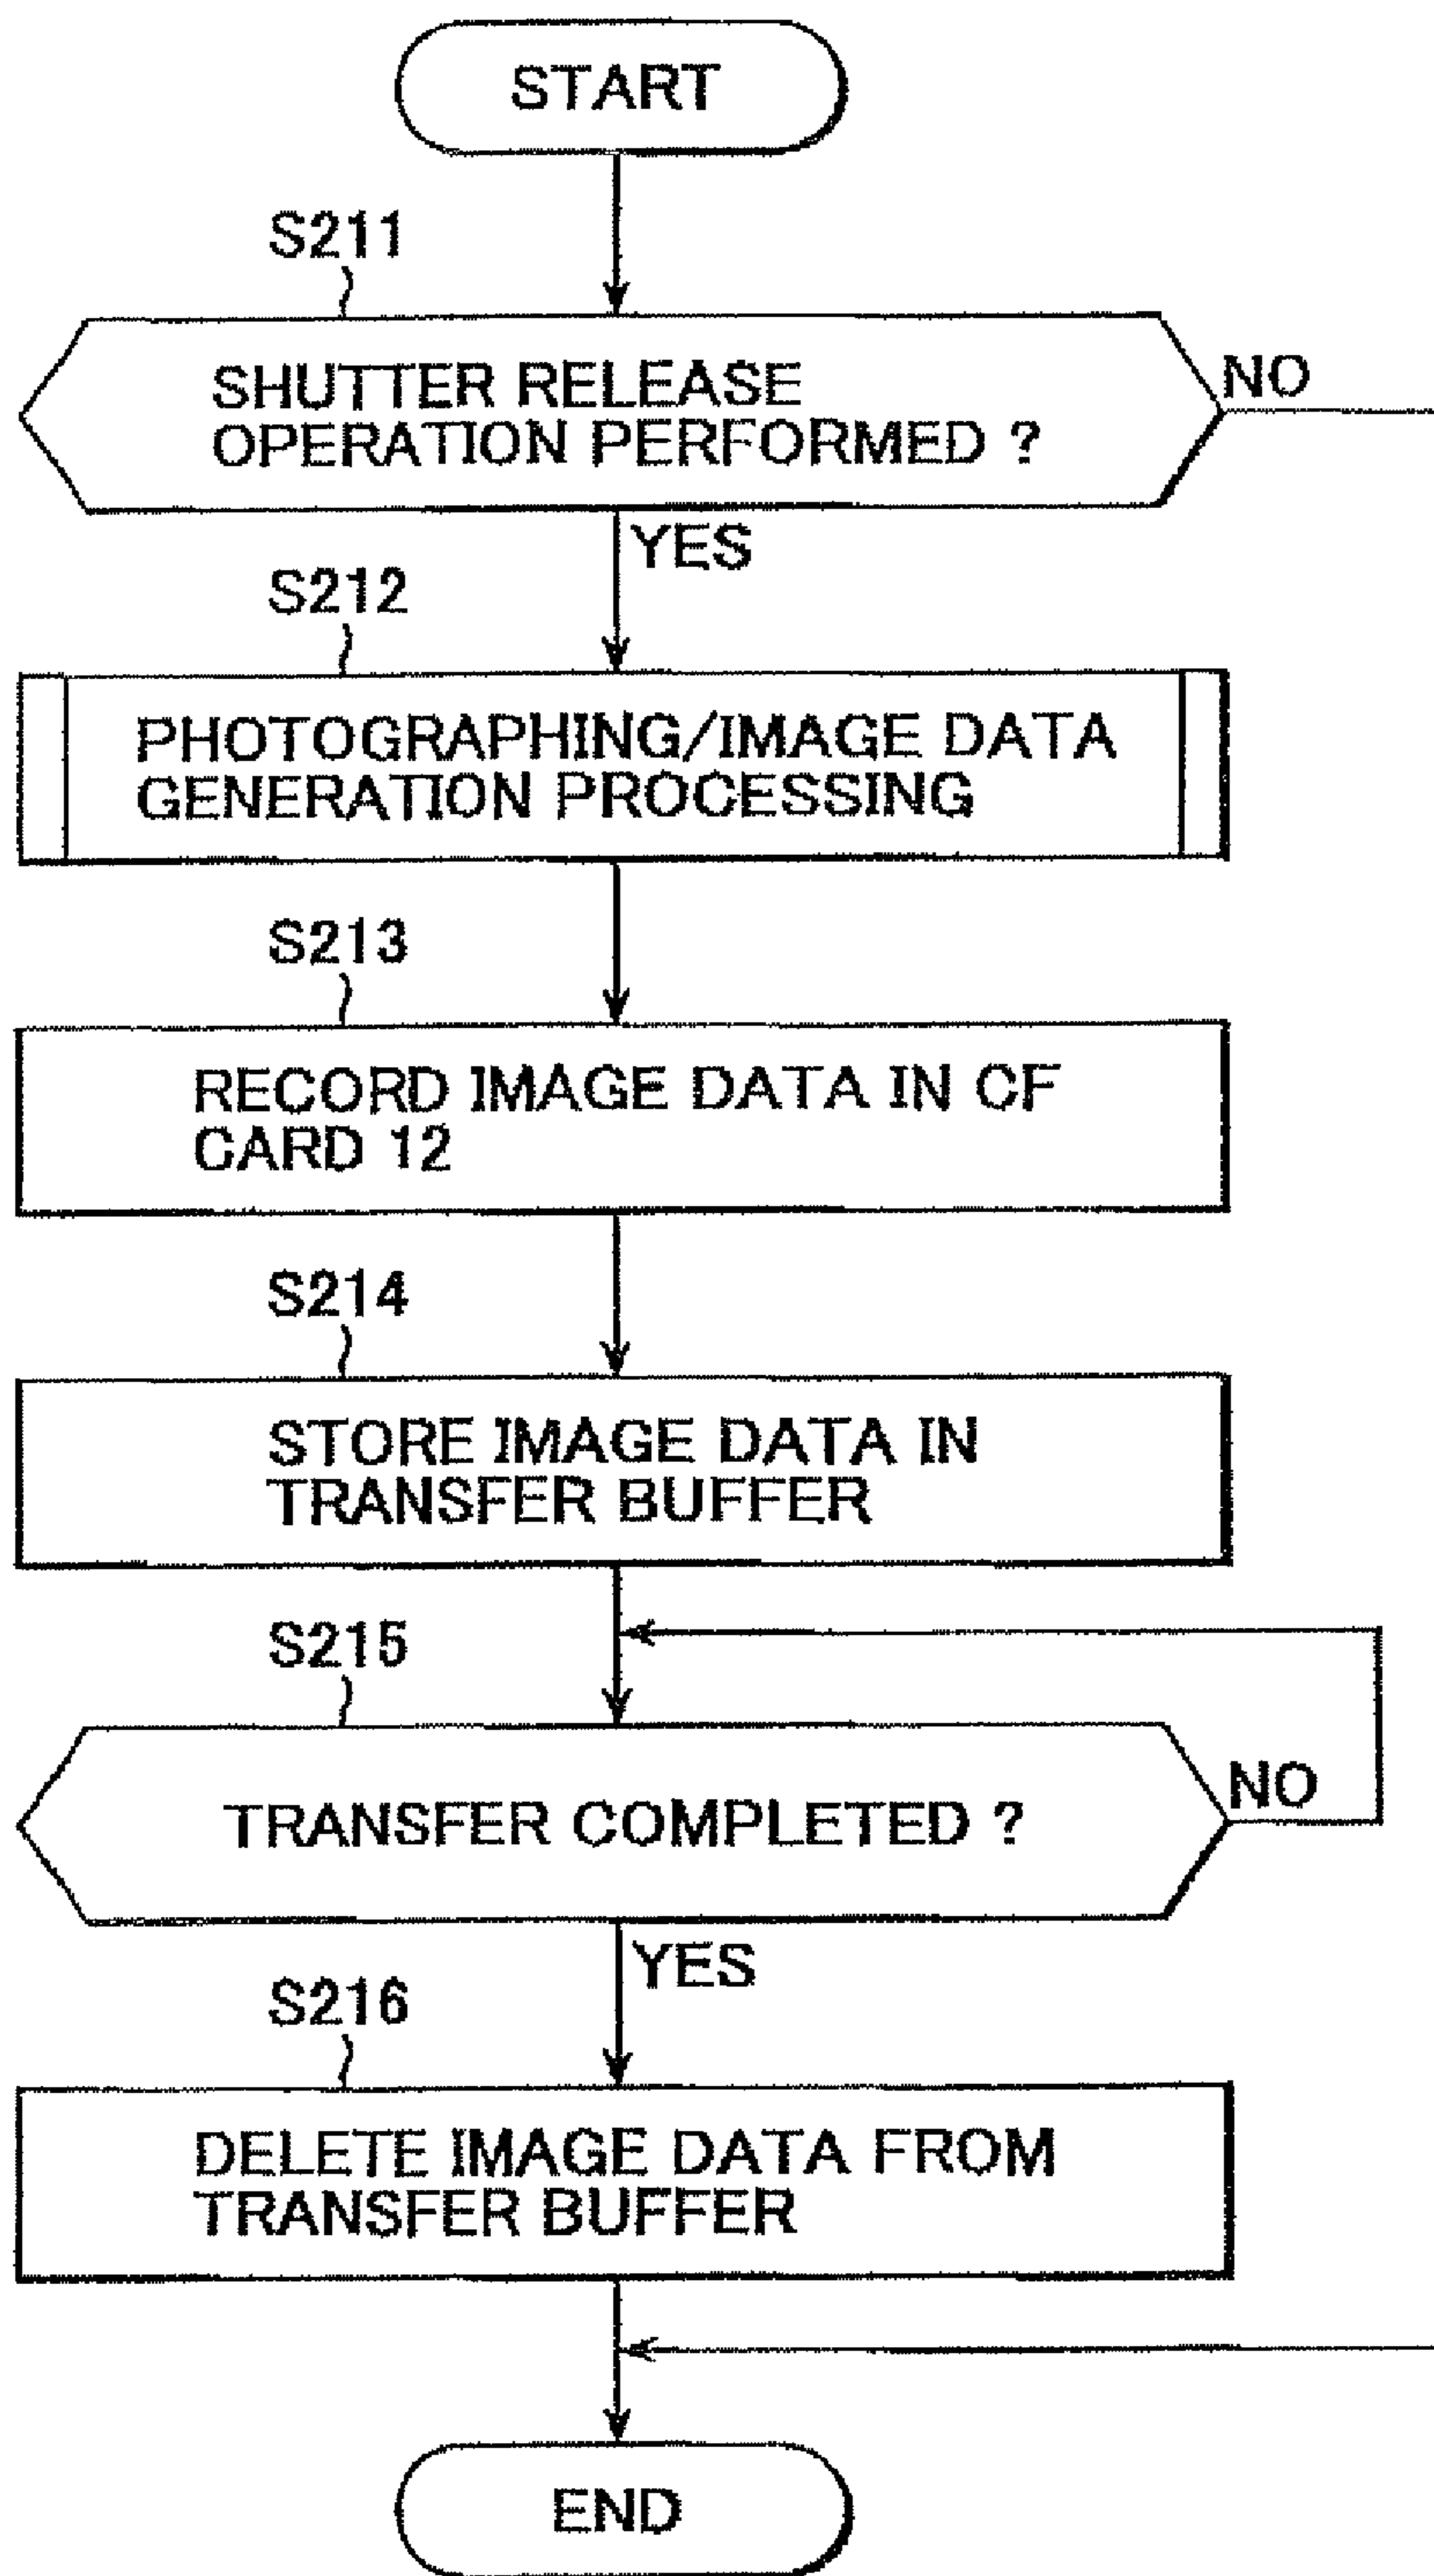 START
S211
SHUTTER RELEASE
OPERATION PERFORMED ?
NO
YES
S212
PHOTOGRAPHING/IMAGE DATA
GENERATION PROCESSING
S213
RECORD IMAGE DATA IN CF
CARD 12
S214
STORE IMAGE DATA IN
TRANSFER BUFFER
S215
TRANSFER COMPLETED ?
NO
YES
S216
DELETE IMAGE DATA FROM
TRANSFER BUFFER
END